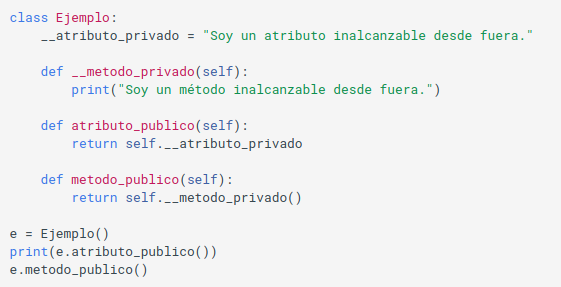 class Ejemplo:
    __atributo_privado = "Soy un atributo inalcanzable desde fuera."
    def __metodo_privado(self):
        print("Soy un método inalcanzable desde fuera.")
    def atributo_publico(self):
        return self.__atributo_privado
    def metodo_publico(self):
        return self.__metodo_privado()
e = Ejemplo()
print(e.atributo_publico())
e.metodo_publico()